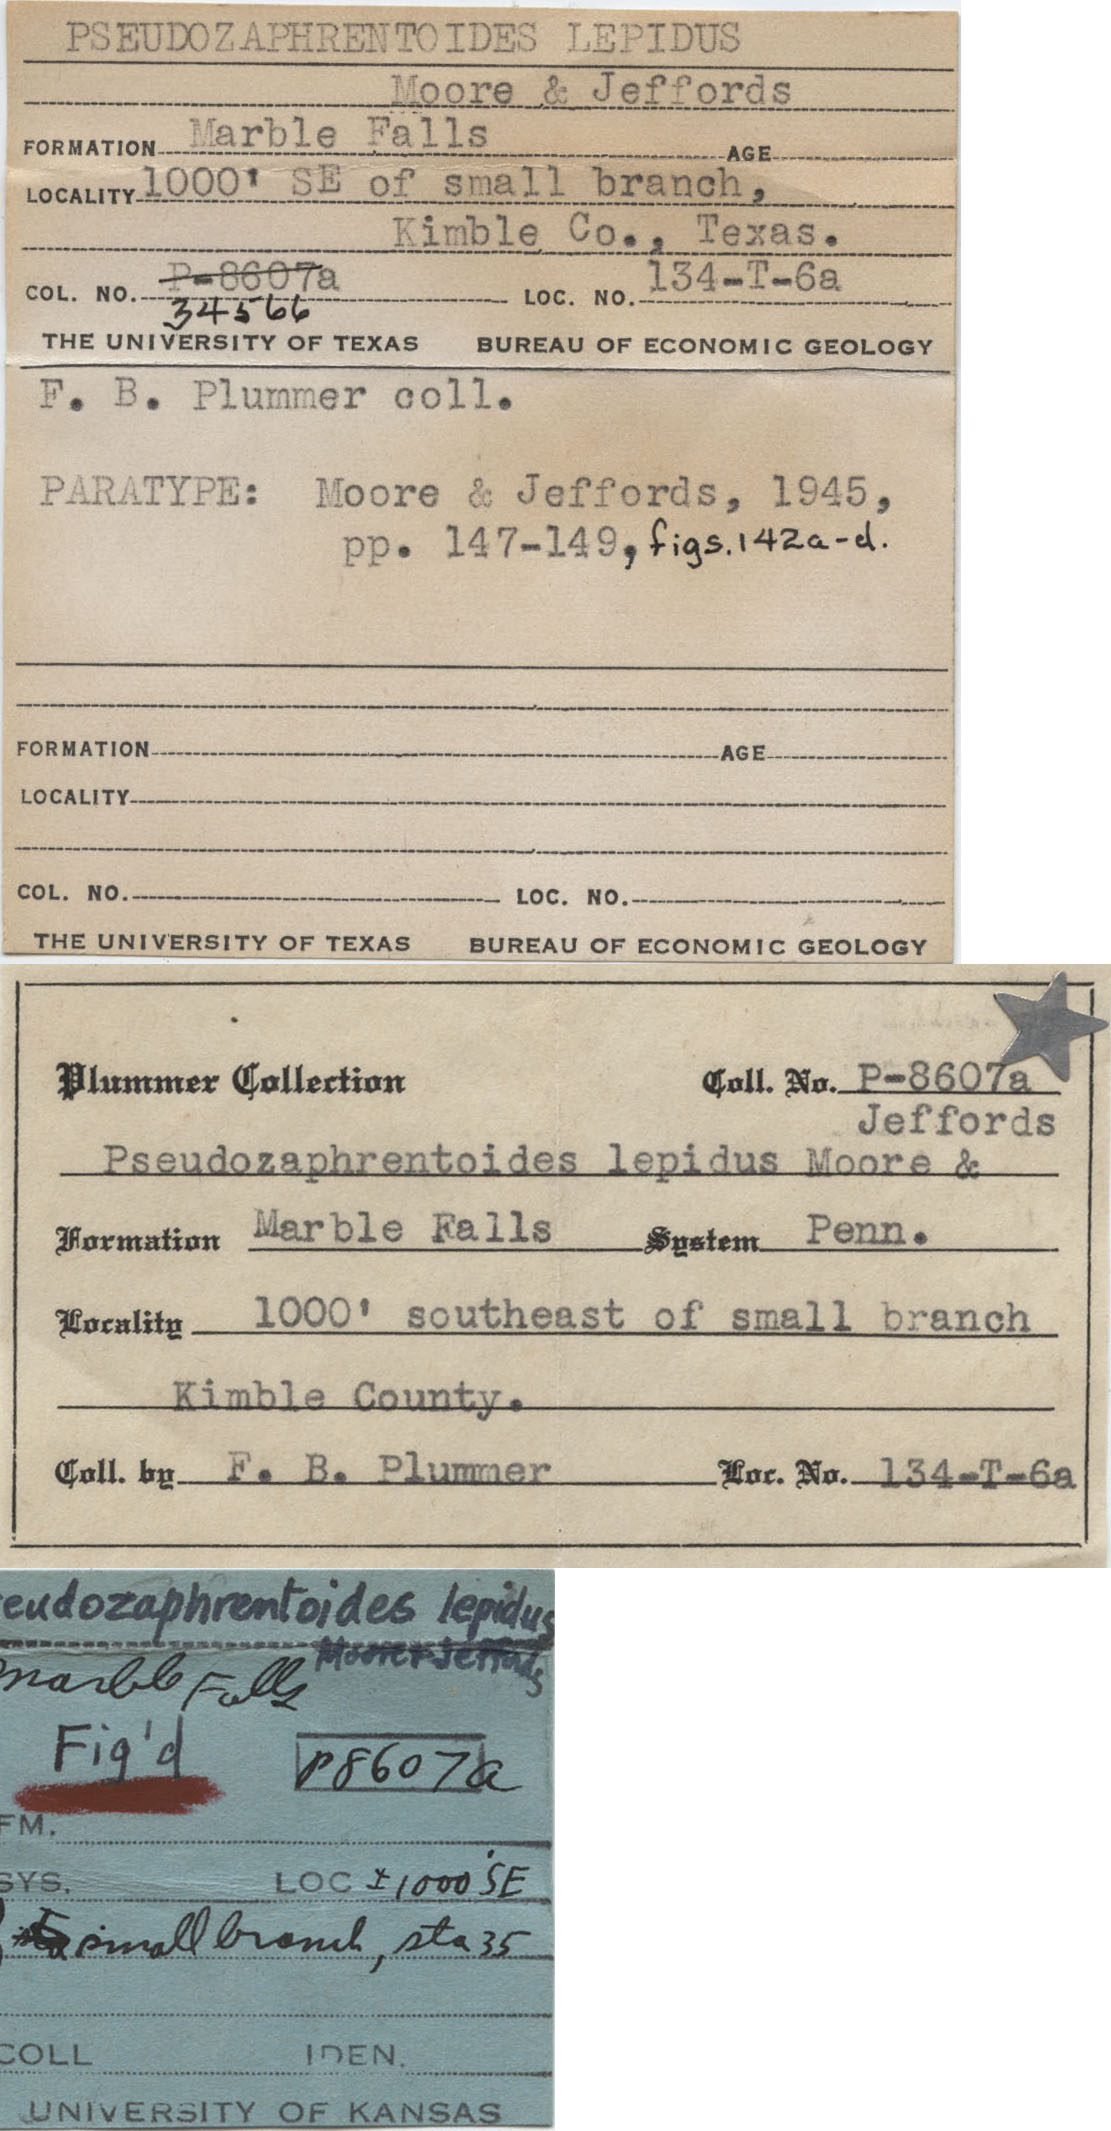 PSEUDOZAPHRENTOIDES LEPIDUS
Moore & Jeffords
FORMATION Marble Falls AGE
LOCALITY 1000' SE of small branch,
Kimble Co., Texas.
COL. NO. P-8607a LOC. NO. 134-T-6a
34566
THE UNIVERSITY OF TEXAS BUREAU OF ECONOMIC GEOLOGY
F. B. Plummer coll.
PARATYPE: Moore & Jeffords, 1945,
pp. 147-149, figs. 142a-d.
FORMATION AGE
LOCALITY
COL. NO. LOC. NO.
THE UNIVERSITY OF TEXAS BUREAU OF ECONOMIC GEOLOGY
Plummer Collection Coll. No. P-8607a
Jeffords
Pseudozaphrentoides lepidus Moore &
Formation Marble Falls System Penn.
Locality 1000' southeast of small branch
Kimble County.
Coll. by F. B. Plummer Loc. No. 134-T-6a
eudozaphrentoides lepidus
Moore & Jeffords
Marble Falls
Fig'd P8607a
FM.
SYS. LOC ±1000' SE
small branch, sta 35
COLL IDEN.
UNIVERSITY OF KANSAS